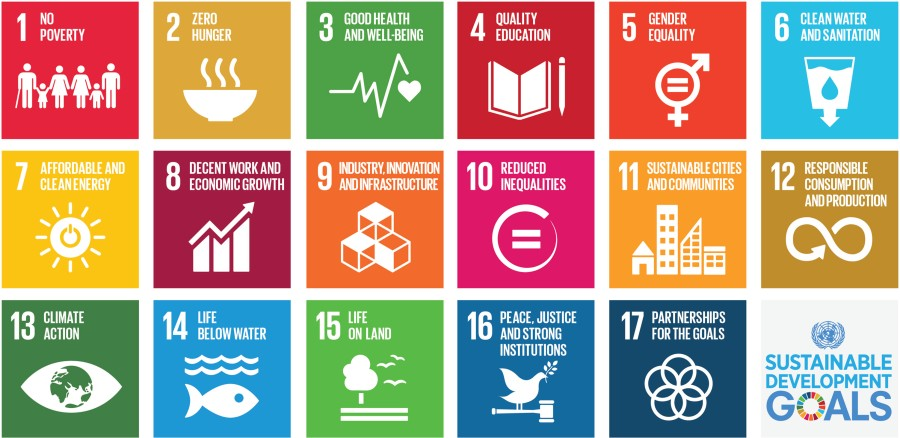 1 NO
POVERTY
2 ZERO
HUNGER
3 GOOD HEALTH
AND WELL-BEING
4 QUALITY
EDUCATION
5 GENDER
EQUALITY
6 CLEAN WATER
AND SANITATION
7 AFFORDABLE AND
CLEAN ENERGY
8 DECENT WORK AND
ECONOMIC GROWTH
9 INDUSTRY, INNOVATION
AND INFRASTRUCTURE
10 REDUCED
INEQUALITIES
11 SUSTAINABLE CITIES
AND COMMUNITIES
12 RESPONSIBLE
CONSUMPTION
AND PRODUCTION
13 CLIMATE
ACTION
14 LIFE
BELOW WATER
15 LIFE
ON LAND
16 PEACE, JUSTICE
AND STRONG
INSTITUTIONS
17 PARTNERSHIPS
FOR THE GOALS
SUSTAINABLE
DEVELOPMENT
GOALS